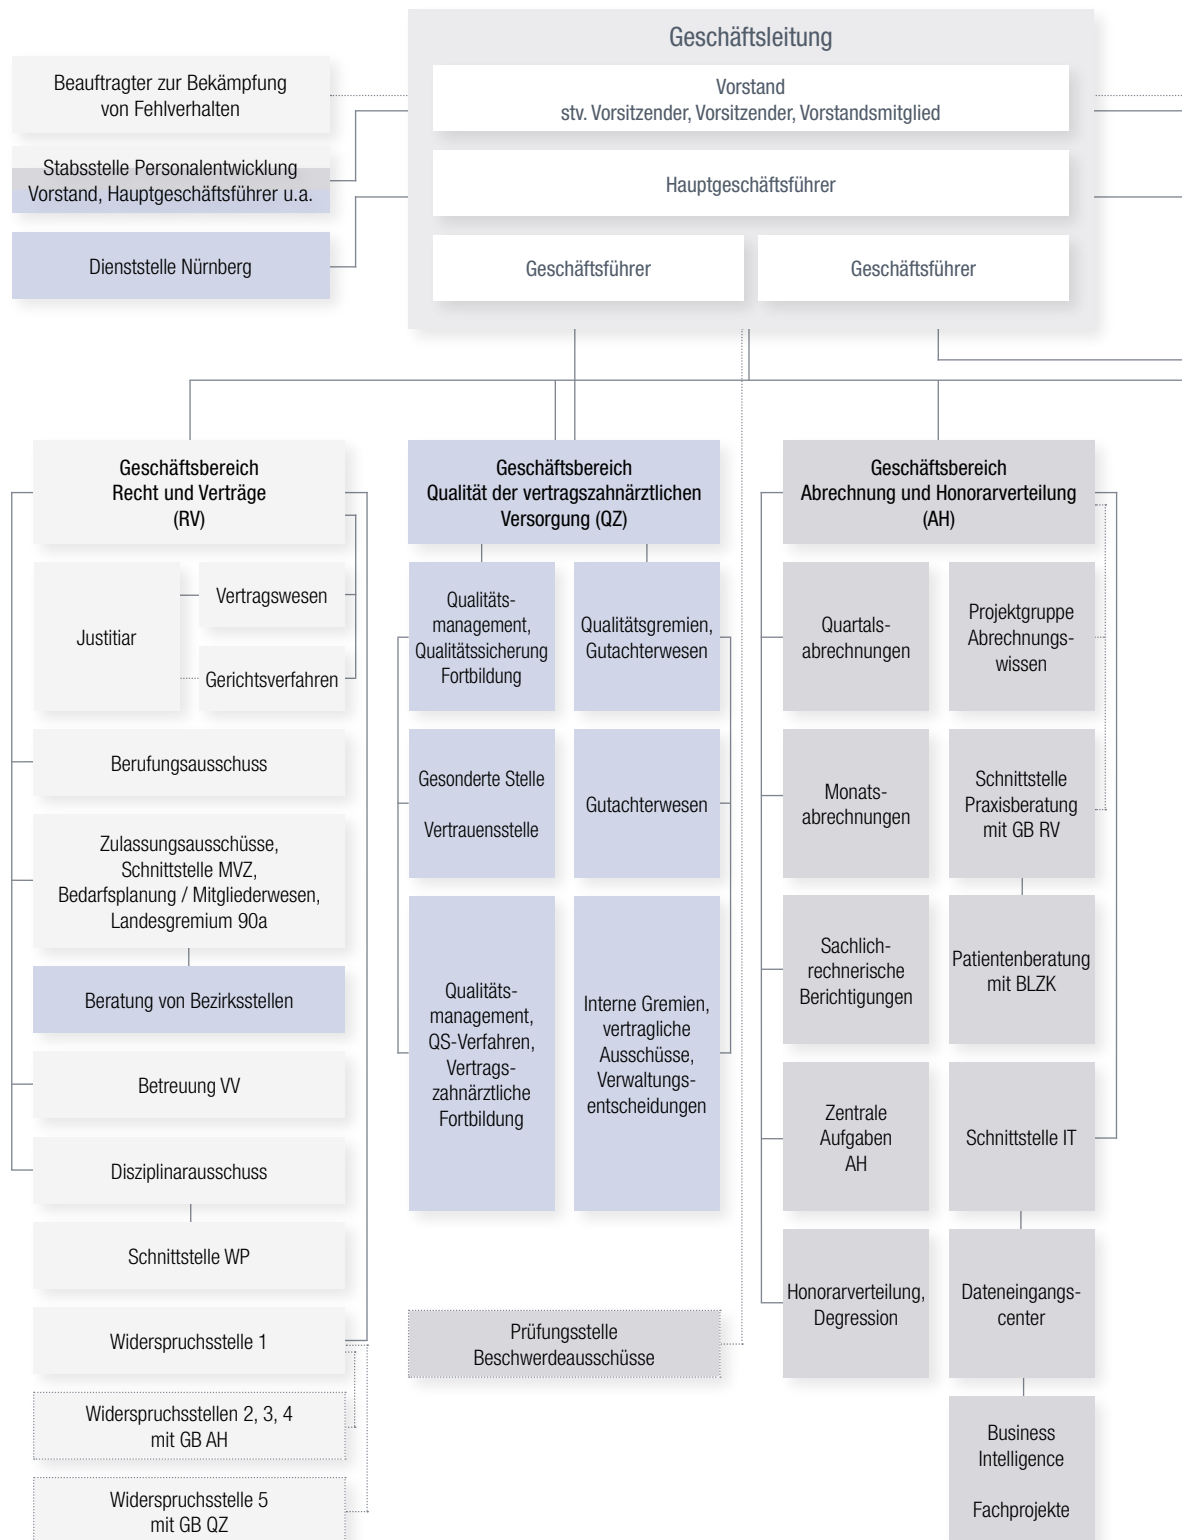 Geschäftsleitung
Vorstand
stv. Vorsitzender, Vorsitzender, Vorstandsmitglied
Hauptgeschäftsführer
Geschäftsführer
Geschäftsführer
Beauftragter zur Bekämpfung
von Fehlverhalten
Stabsstelle Personalentwicklung
Vorstand, Hauptgeschäftsführer u.a.
Dienststelle Nürnberg
Geschäftsbereich
Recht und Verträge
(RV)
Justitiar
Vertragswesen
Gerichtsverfahren
Berufungsausschuss
Zulassungsausschüsse,
Schnittstelle MVZ,
Bedarfsplanung / Mitgliederwesen,
Landesgremium 90a
Beratung von Bezirksstellen
Betreuung VV
Disziplinarausschuss
Schnittstelle WP
Widerspruchsstelle 1
Widerspruchsstellen 2, 3, 4
mit GB AH
Widerspruchsstelle 5
mit GB QZ
Geschäftsbereich
Qualität der vertragszahnärztlichen
Versorgung (QZ)
Qualitäts-
management,
Qualitätssicherung
Fortbildung
Qualitätsgremien,
Gutachterwesen
Gesonderte Stelle
Vertrauensstelle
Gutachterwesen
Qualitäts-
management,
QS-Verfahren,
Vertrags-
zahnärztliche
Fortbildung
Interne Gremien,
vertragliche
Ausschüsse,
Verwaltungs-
entscheidungen
Prüfungsstelle
Beschwerdeausschüsse
Geschäftsbereich
Abrechnung und Honorarverteilung
(AH)
Quartals-
abrechnungen
Projektgruppe
Abrechnungs-
wissen
Monats-
abrechnungen
Schnittstelle
Praxisberatung
mit GB RV
Sachlich-
rechnerische
Berichtigungen
Patientenberatung
mit BLZK
Zentrale
Aufgaben
AH
Schnittstelle IT
Honorarverteilung,
Degression
Dateneingangs-
center
Business
Intelligence
Fachprojekte